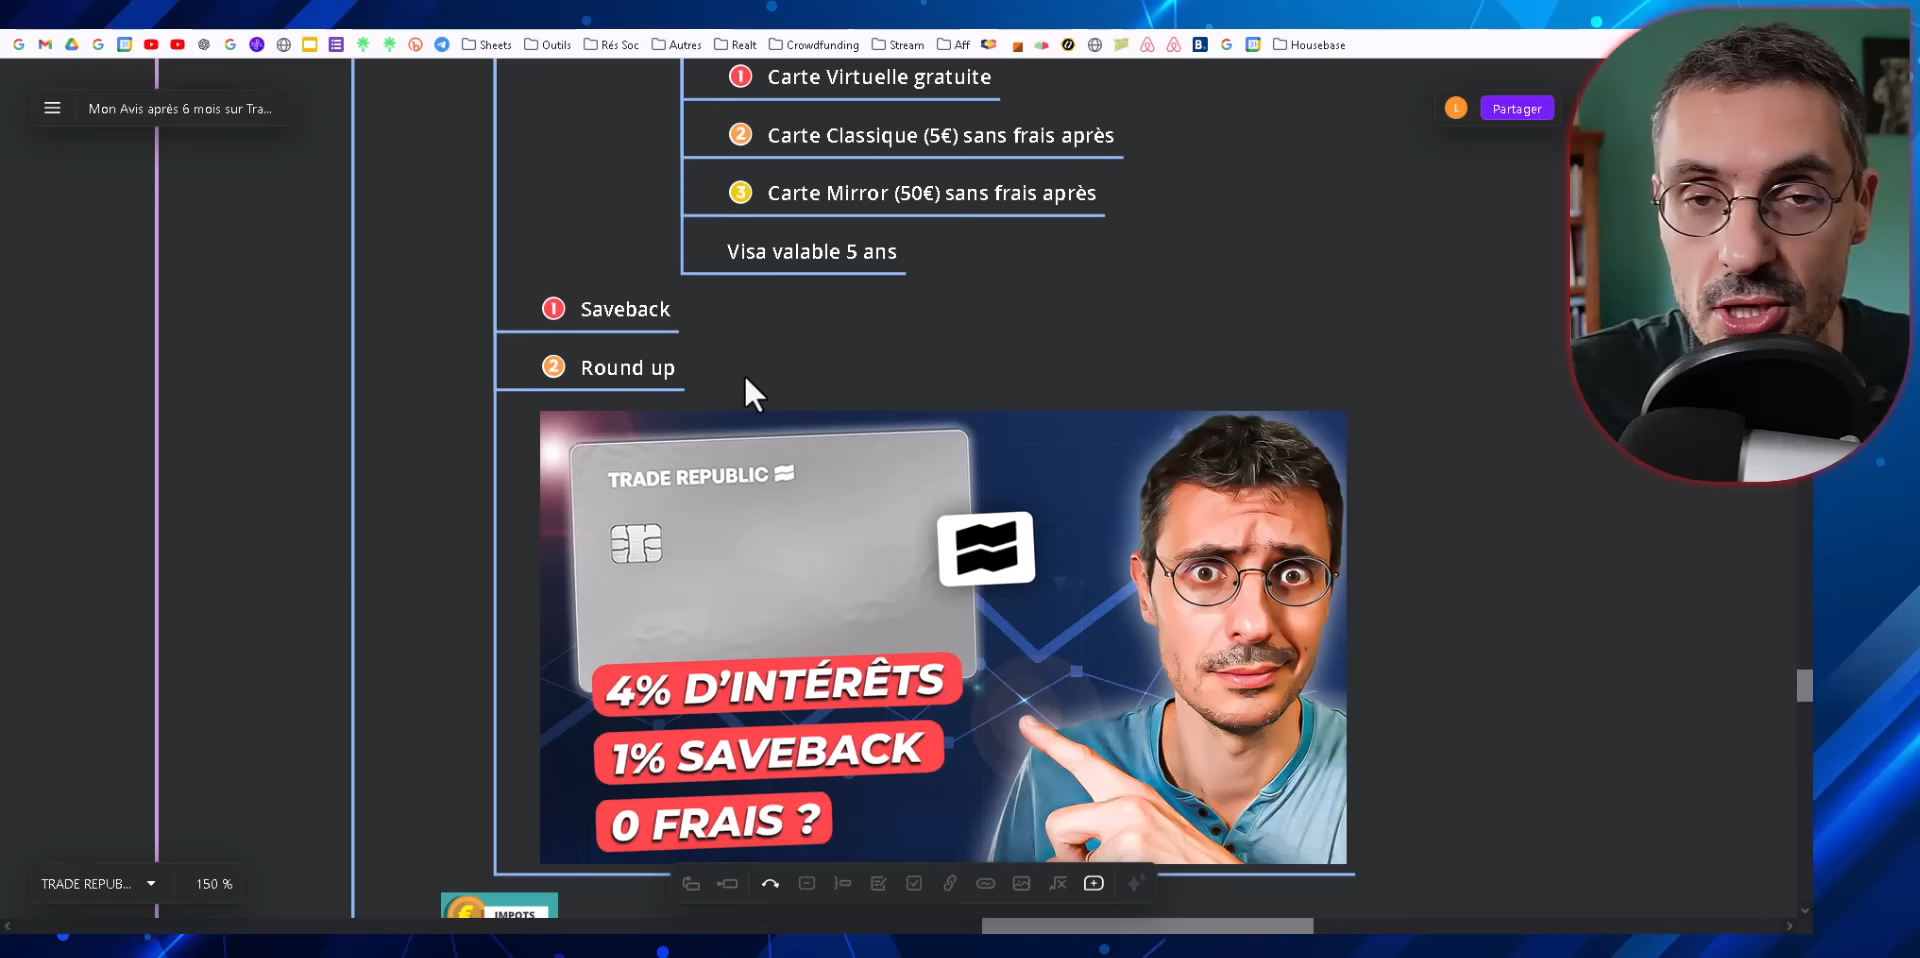 Sheets
Outils
Rés Soc
Autres
Realt
Crowdfunding
Stream
Aff
B.
Housebase
Mon Avis après 6 mois sur Tra...
L
Partager
1 Carte Virtuelle gratuite
2 Carte Classique (5€) sans frais après
3 Carte Mirror (50€) sans frais après
Visa valable 5 ans
1 Saveback
2 Round up
TRADE REPUBLIC
4% D'INTÉRÊTS
1% SAVEBACK
0 FRAIS ?
TRADE REPUB...
150 %
€ IMPOTS